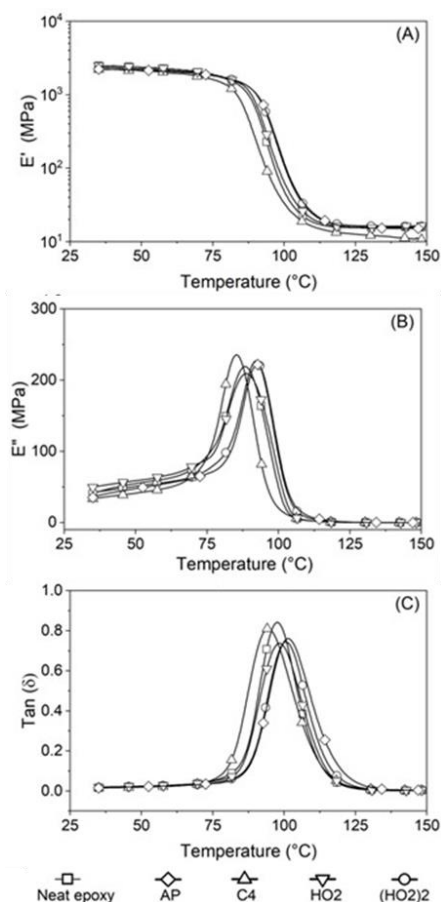 (A)
10⁴
10³
10²
10¹
E' (MPa)
25 50 75 100 125 150
Temperature (°C)
(B)
300
200
100
0
E" (MPa)
25 50 75 100 125 150
Temperature (°C)
(C)
1.0
0.8
0.6
0.4
0.2
0.0
Tan (δ)
25 50 75 100 125 150
Temperature (°C)
Neat epoxy AP C4 HO2 (HO2)2